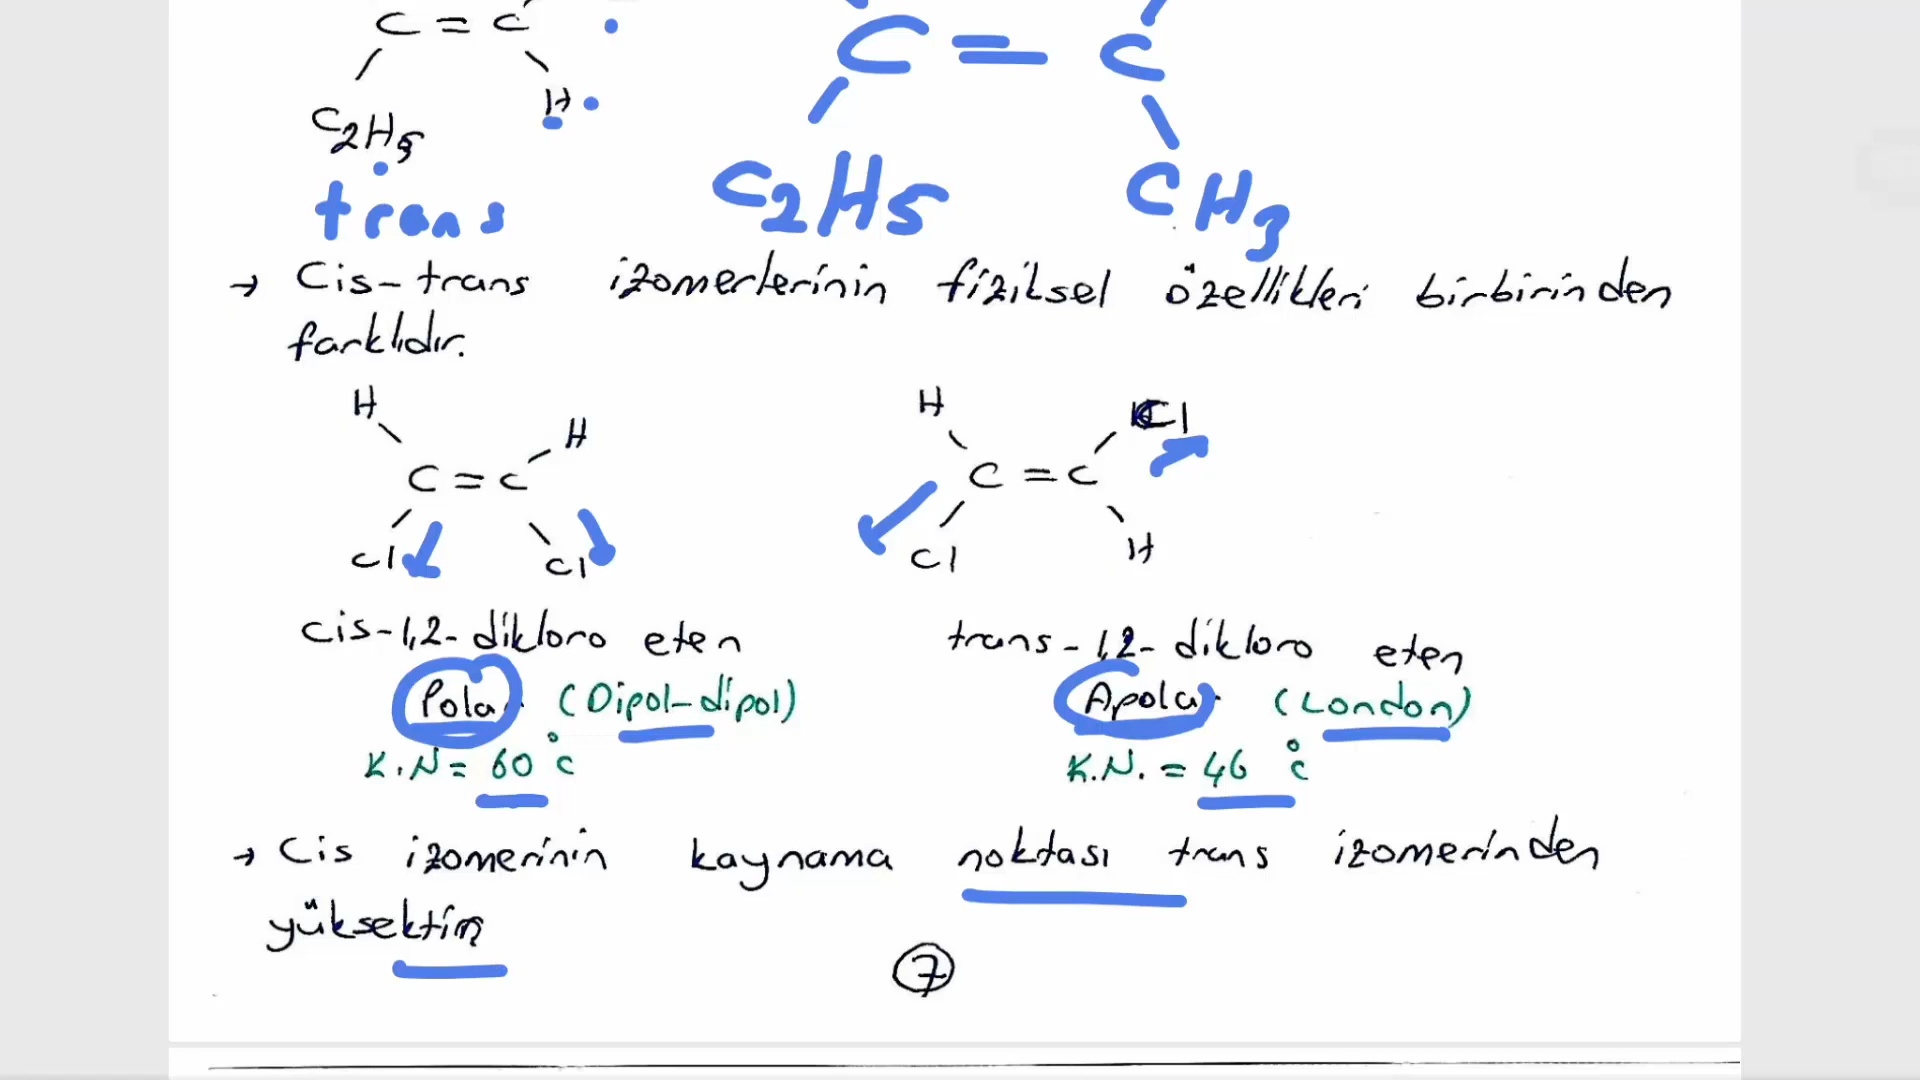 C = C
C = C
H
C2H5
C2H5
CH3
trans
→ Cis-trans izomerlerinin fiziksel özellikleri birbirinden
farklıdır.
H
H
H
Cl
C = C
C = C
Cl
Cl
Cl
H
cis-1,2-dikloro eten
trans-1,2-dikloro eten
Polar (Dipol-dipol)
Apolar (London)
K.N= 60 °C
K.N. = 46 °C
→ Cis izomerinin kaynama noktası trans izomerinden
yüksektir.
7